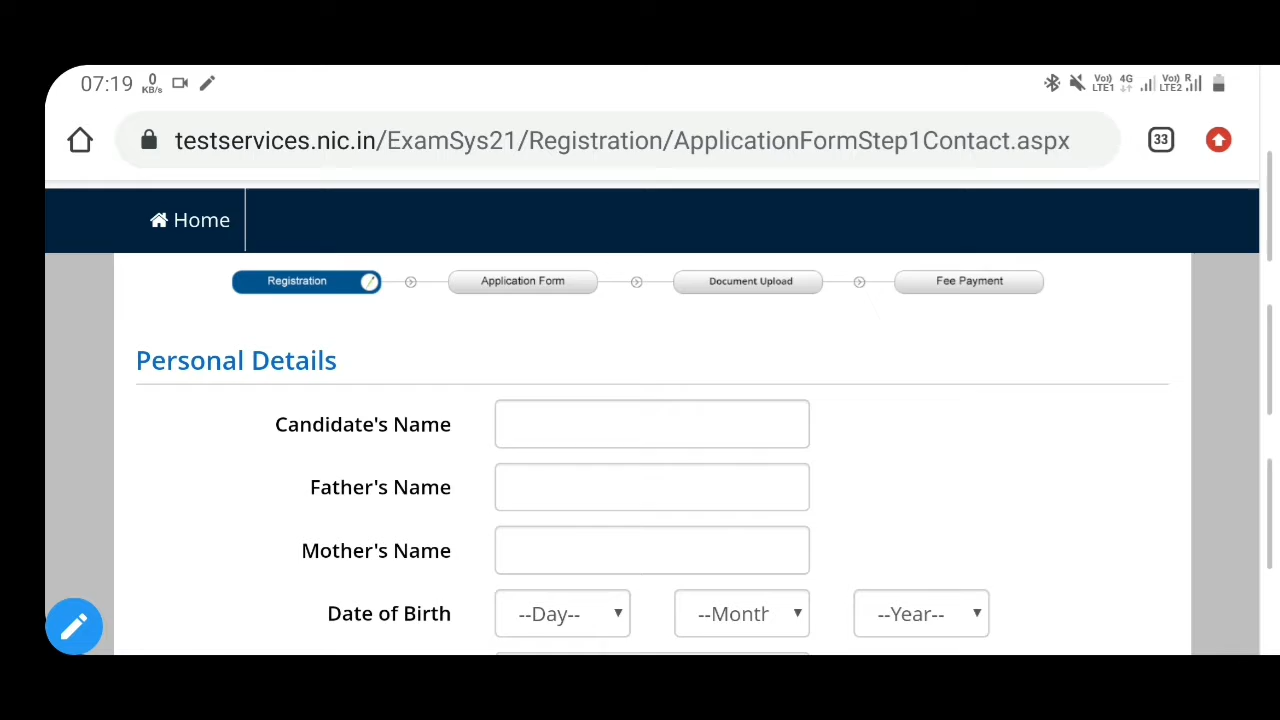 07:19 0 KB/s Vo) LTE1 4G Vo) LTE2 R
testservices.nic.in/ExamSys21/Registration/ApplicationFormStep1Contact.aspx 33
Home
Registration Application Form Document Upload Fee Payment
Personal Details
Candidate's Name
Father's Name
Mother's Name
Date of Birth --Day-- --Month --Year--